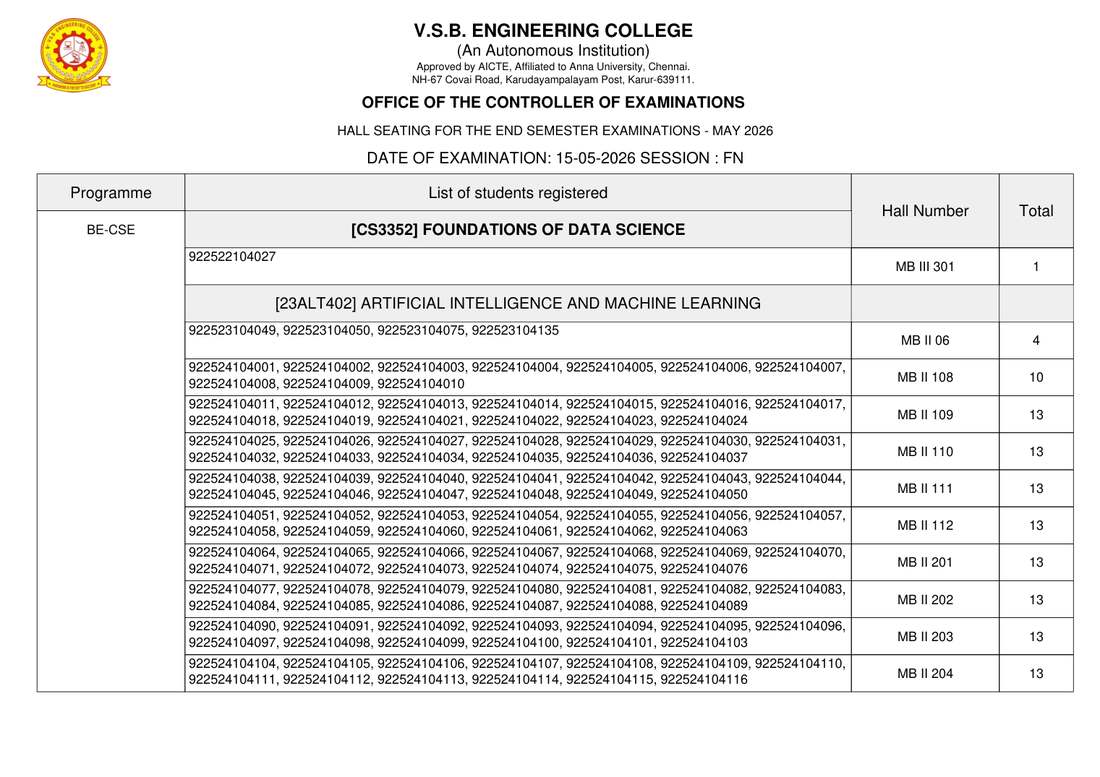 V.S.B. ENGINEERING COLLEGE
(An Autonomous Institution)
Approved by AICTE, Affiliated to Anna University, Chennai.
NH-67 Covai Road, Karudayampalayam Post, Karur-639111.
OFFICE OF THE CONTROLLER OF EXAMINATIONS
HALL SEATING FOR THE END SEMESTER EXAMINATIONS - MAY 2026
DATE OF EXAMINATION: 15-05-2026 SESSION : FN
Programme List of students registered Hall Number Total
BE-CSE [CS3352] FOUNDATIONS OF DATA SCIENCE
922522104027 MB III 301 1
[23ALT402] ARTIFICIAL INTELLIGENCE AND MACHINE LEARNING
922523104049, 922523104050, 922523104075, 922523104135 MB II 06 4
922524104001, 922524104002, 922524104003, 922524104004, 922524104005, 922524104006, 922524104007,
922524104008, 922524104009, 922524104010 MB II 108 10
922524104011, 922524104012, 922524104013, 922524104014, 922524104015, 922524104016, 922524104017,
922524104018, 922524104019, 922524104021, 922524104022, 922524104023, 922524104024 MB II 109 13
922524104025, 922524104026, 922524104027, 922524104028, 922524104029, 922524104030, 922524104031,
922524104032, 922524104033, 922524104034, 922524104035, 922524104036, 922524104037 MB II 110 13
922524104038, 922524104039, 922524104040, 922524104041, 922524104042, 922524104043, 922524104044,
922524104045, 922524104046, 922524104047, 922524104048, 922524104049, 922524104050 MB II 111 13
922524104051, 922524104052, 922524104053, 922524104054, 922524104055, 922524104056, 922524104057,
922524104058, 922524104059, 922524104060, 922524104061, 922524104062, 922524104063 MB II 112 13
922524104064, 922524104065, 922524104066, 922524104067, 922524104068, 922524104069, 922524104070,
922524104071, 922524104072, 922524104073, 922524104074, 922524104075, 922524104076 MB II 201 13
922524104077, 922524104078, 922524104079, 922524104080, 922524104081, 922524104082, 922524104083,
922524104084, 922524104085, 922524104086, 922524104087, 922524104088, 922524104089 MB II 202 13
922524104090, 922524104091, 922524104092, 922524104093, 922524104094, 922524104095, 922524104096,
922524104097, 922524104098, 922524104099, 922524104100, 922524104101, 922524104103 MB II 203 13
922524104104, 922524104105, 922524104106, 922524104107, 922524104108, 922524104109, 922524104110,
922524104111, 922524104112, 922524104113, 922524104114, 922524104115, 922524104116 MB II 204 13